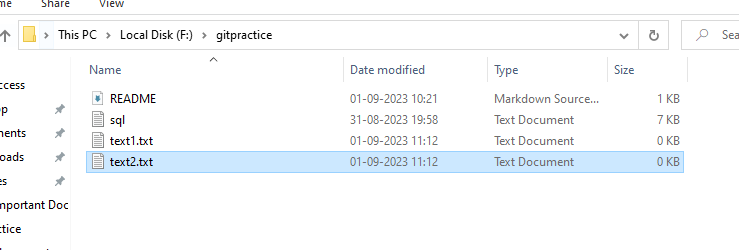 me Share View
This PC Local Disk (F:) gitpractice Sea
Name Date modified Type Size
ccess
README 01-09-2023 10:21 Markdown Source... 1 KB
op
sql 31-08-2023 19:58 Text Document 7 KB
ments
text1.txt 01-09-2023 11:12 Text Document 0 KB
oads
text2.txt 01-09-2023 11:12 Text Document 0 KB
es
mportant Doc
ctice